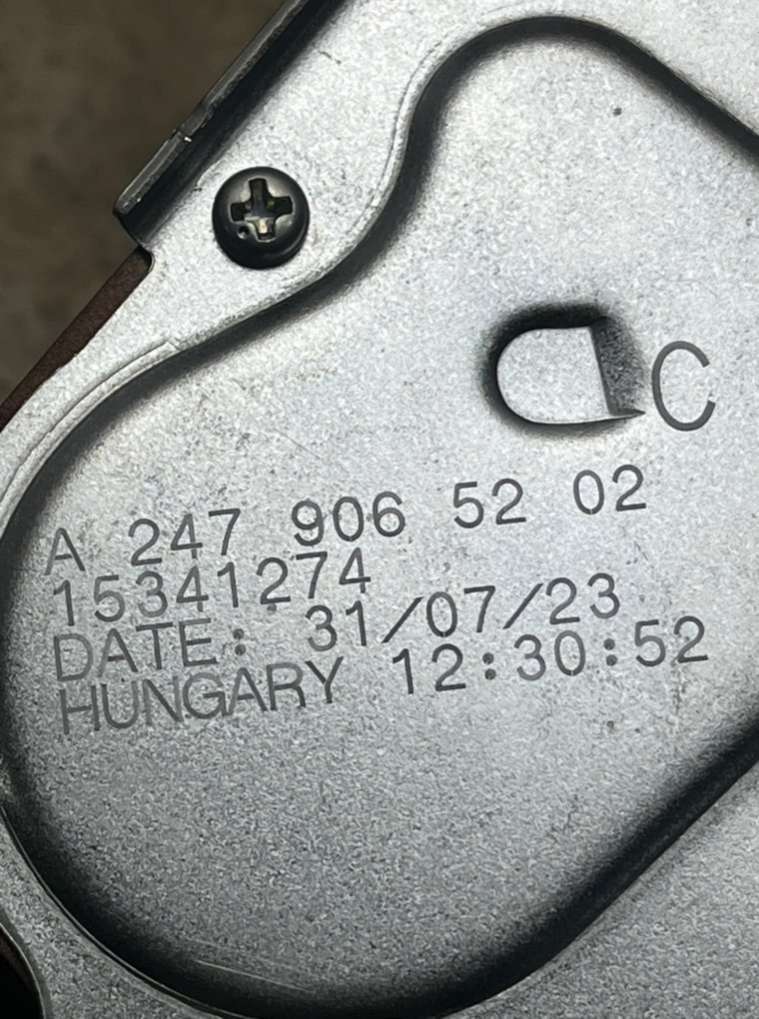 C
A 247 906 52 02
15341274
DATE: 31/07/23
HUNGARY 12:30:52